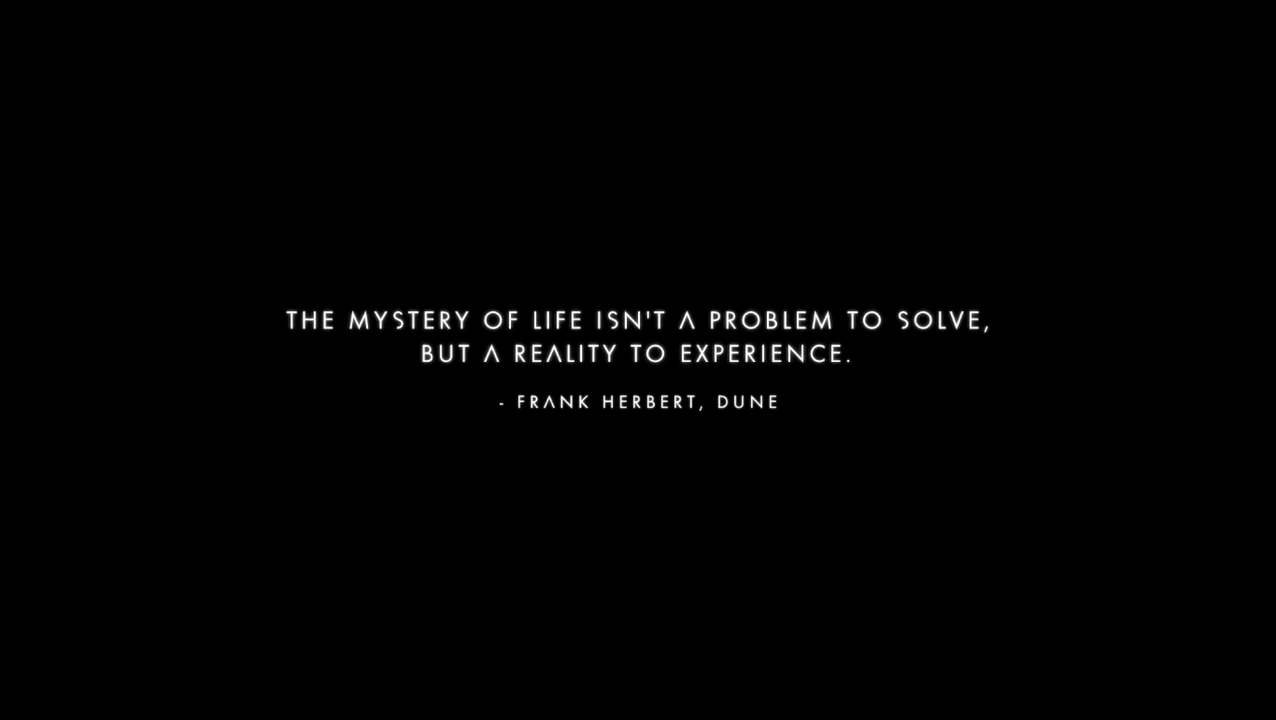 THE MYSTERY OF LIFE ISN'T A PROBLEM TO SOLVE,
BUT A REALITY TO EXPERIENCE.
- FRANK HERBERT, DUNE